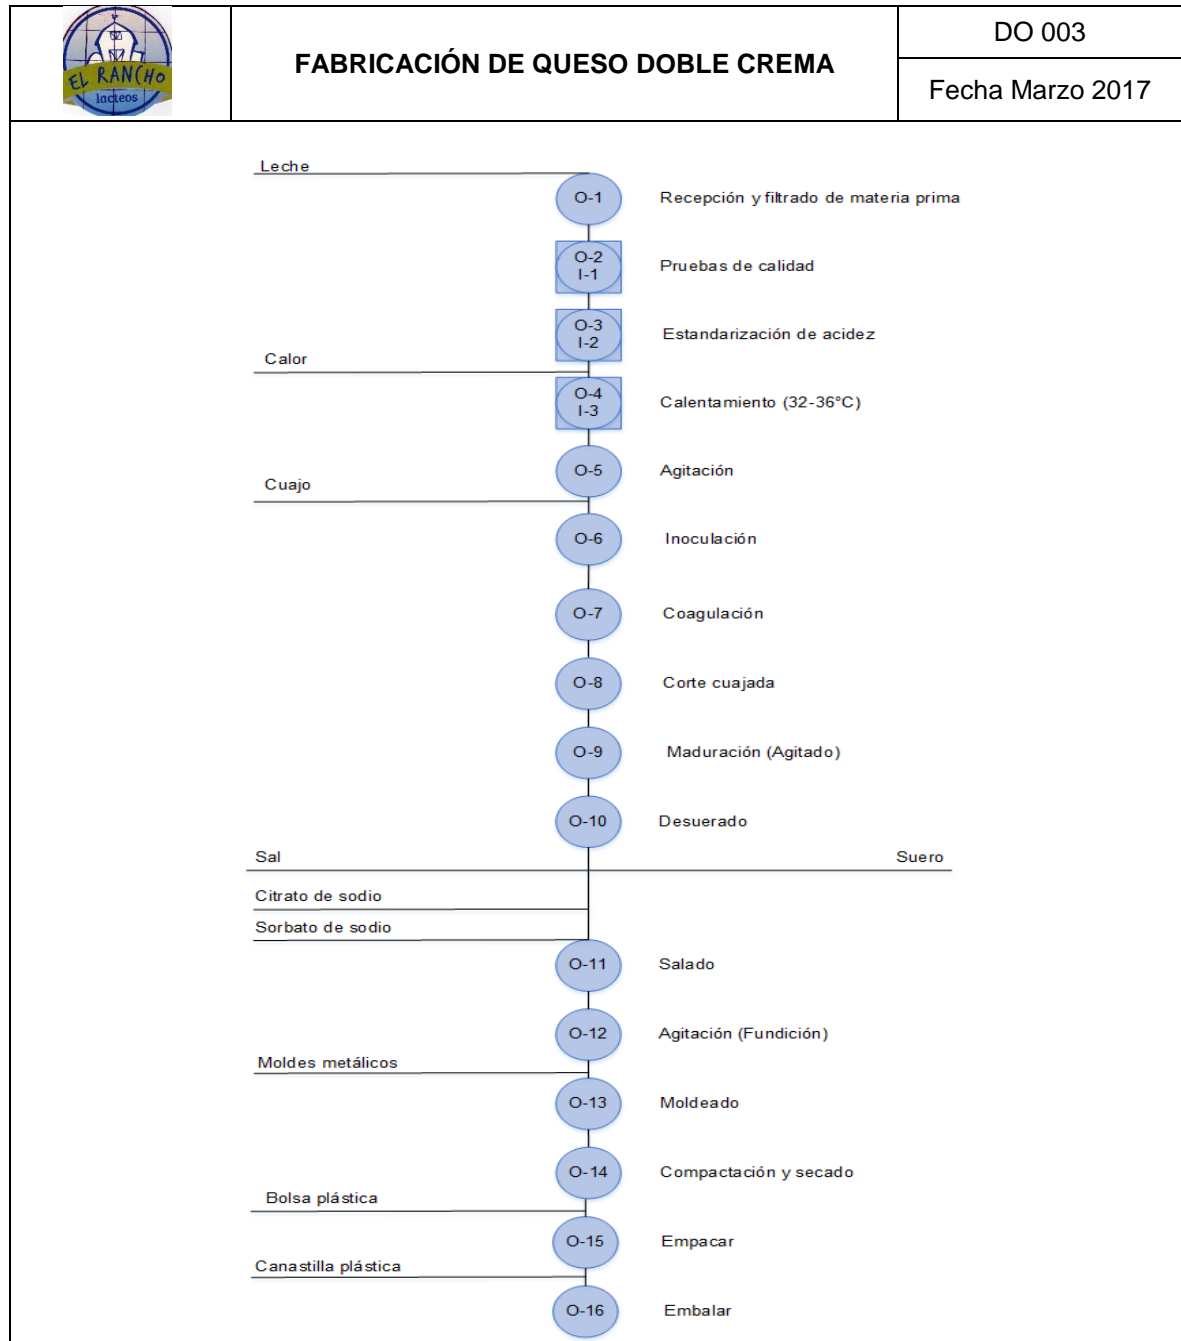 EL RANCHO
lacteos
FABRICACIÓN DE QUESO DOBLE CREMA
DO 003
Fecha Marzo 2017
Leche
O-1
Recepción y filtrado de materia prima
O-2
I-1
Pruebas de calidad
O-3
I-2
Estandarización de acidez
Calor
O-4
I-3
Calentamiento (32-36°C)
O-5
Agitación
Cuajo
O-6
Inoculación
O-7
Coagulación
O-8
Corte cuajada
O-9
Maduración (Agitado)
O-10
Desuerado
Sal
Suero
Citrato de sodio
Sorbato de sodio
O-11
Salado
O-12
Agitación (Fundición)
Moldes metálicos
O-13
Moldeado
O-14
Compactación y secado
Bolsa plástica
O-15
Empacar
Canastilla plástica
O-16
Embalar